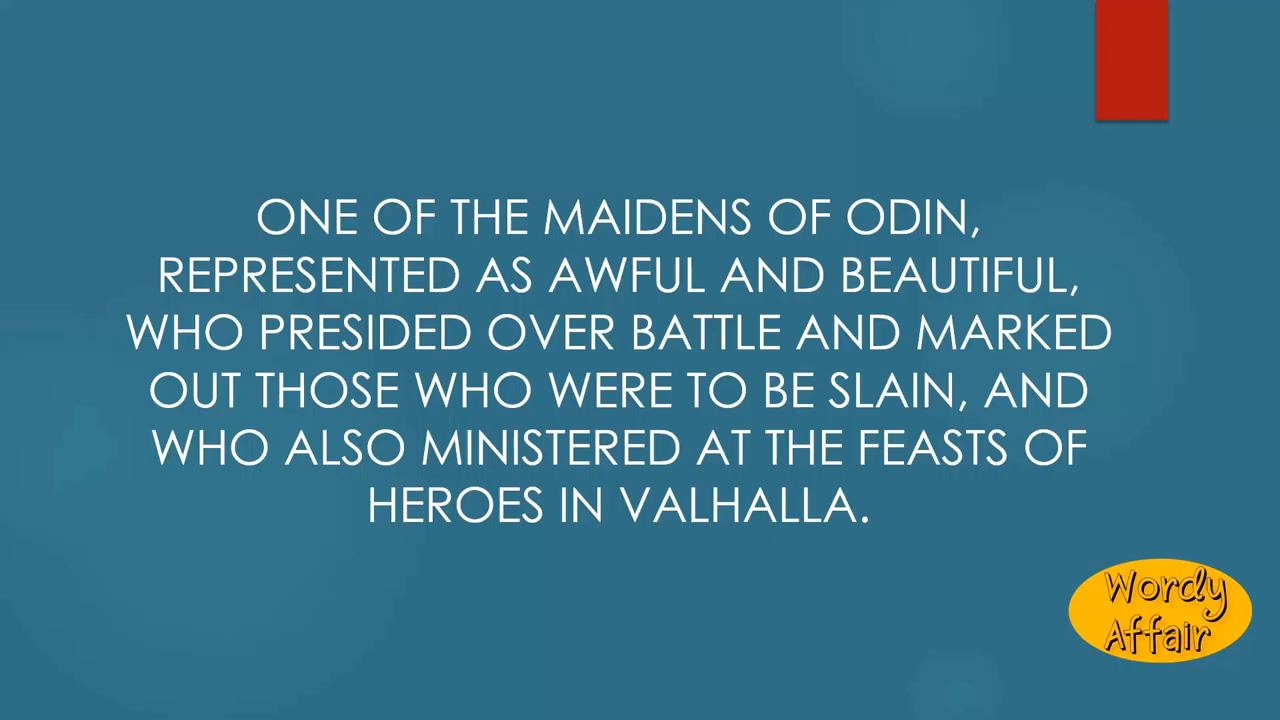 ONE OF THE MAIDENS OF ODIN,
REPRESENTED AS AWFUL AND BEAUTIFUL,
WHO PRESIDED OVER BATTLE AND MARKED
OUT THOSE WHO WERE TO BE SLAIN, AND
WHO ALSO MINISTERED AT THE FEASTS OF
HEROES IN VALHALLA.
Wordy
Affair